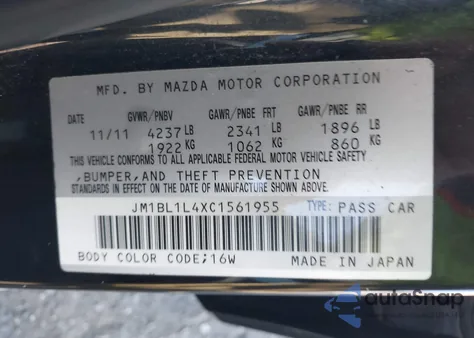 MFD. BY MAZDA MOTOR CORPORATION
DATE GVWR/PNBV GAWR/PNBE FRT GAWR/PNBE RR
11/11 4237 LB 2341 LB 1896 LB
1922 KG 1062 KG 860 KG
THIS VEHICLE CONFORMS TO ALL APPLICABLE FEDERAL MOTOR VEHICLE SAFETY,
,BUMPER,AND THEFT PREVENTION
STANDARDS IN EFFECT ON THE DATE OF MANUFACTURE SHOWN ABOVE.
JM1BL1L4XC1561955 TYPE: PASS CAR
BODY COLOR CODE;16W MADE IN JAPAN
autoSnap